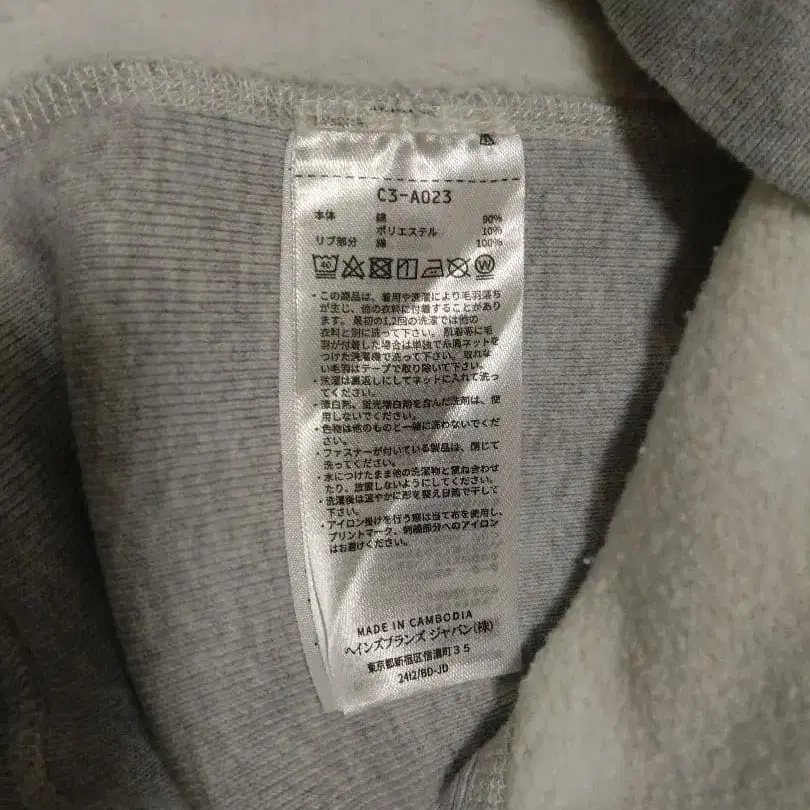 C3-A023
本体 綿 90%
ポリエステル 10%
リブ部分 綿 100%
40
W
・この商品は、着用や洗濯により毛羽落ち
が生じ、他の衣料に付着することがあり
ます。最初の1,2回の洗濯では他の
衣料と別に洗って下さい。肌着等に毛
羽が付着した場合は単独で糸屑ネットを
つけた洗濯機で洗って下さい。取れな
い毛羽はテープで取り除いて下さい。
・洗濯は裏返しにしてネットに入れて洗っ
てください。
・漂白剤、蛍光増白剤を含んだ洗剤は、使
用しないでください。
・色物は他のものと一緒に洗わないでくだ
さい。
・ファスナーが付いている製品は、閉じて
洗ってください。
・水につけたまま他の洗濯物と重ね合わせ
たり、放置しないようにしてください。
・洗濯後は速やかに形を整え日陰で干して
下さい。
・アイロン掛けを行う際は当て布を使用し、
プリントマーク、刺繍部分へのアイロン
はお避けください。
MADE IN CAMBODIA
ヘインズブランズ ジャパン(株)
東京都新宿区信濃町35
2412/BD-JD